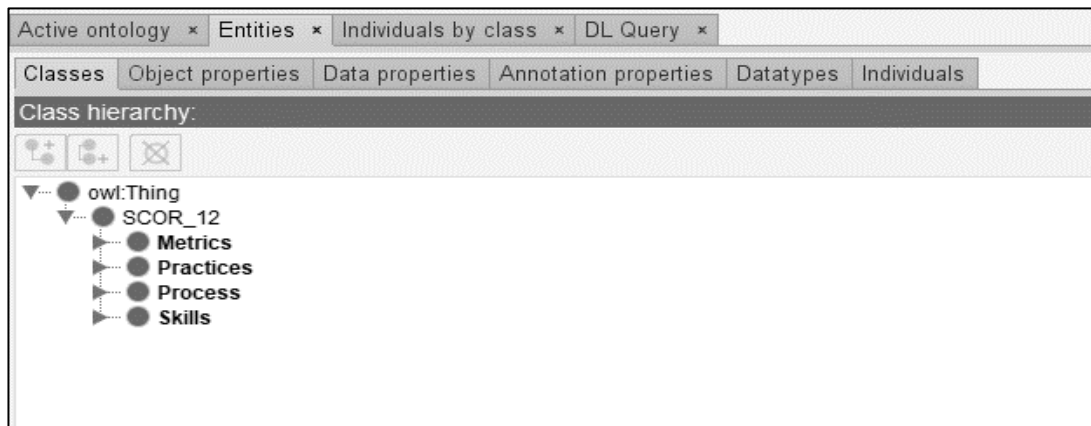 Active ontology × Entities × Individuals by class × DL Query ×
Classes Object properties Data properties Annotation properties Datatypes Individuals
Class hierarchy:
owl:Thing
SCOR_12
Metrics
Practices
Process
Skills